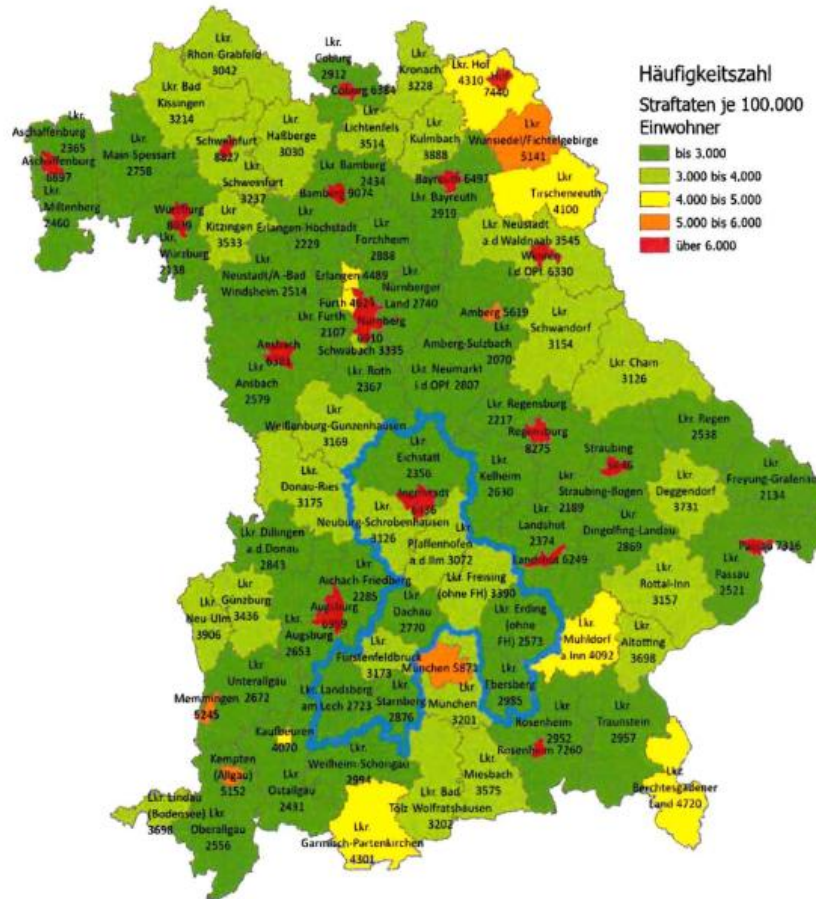 Häufigkeitszahl
Straftaten je 100.000
Einwohner
bis 3.000
3.000 bis 4.000
4.000 bis 5.000
5.000 bis 6.000
über 6.000
Lkr.
Rhön-Grabfeld
3042
Lkr.
Coburg
2912
Coburg 6384
Lkr.
Kronach
3228
Lkr. Hof
4310
Hof
7440
Lkr. Bad
Kissingen
3214
Lkr.
Aschaffenburg
2365
Aschaffenburg
6697
Lkr.
Main-Spessart
2758
Schweinfurt
8827
Lkr.
Haßberge
3030
Lkr.
Lichtenfels
3514
Lkr.
Kulmbach
3888
Lkr.
Wunsiedel/Fichtelgebirge
5141
Lkr.
Schweinfurt
3237
Lkr. Bamberg
2434
Bamberg 9074
Bayreuth 6497
Lkr. Bayreuth
2919
Lkr
Tirschenreuth
4100
Lkr.
Miltenberg
2460
Würzburg
Lkr.
Würzburg
2138
Lkr.
Kitzingen
3533
Lkr.
Erlangen-Höchstadt
2229
Lkr.
Forchheim
2888
Lkr. Neustadt
a d Waldnaab 3545
i.d OPf. 6330
Lkr.
Neustadt/A.-Bad
Windsheim 2514
Erlangen 4489
Lkr.
Nürnberger
Land 2740
Fürth
Nürnberg
Lkr. Fürth
2107
Schwabach 3335
Amberg 5619
Lkr.
Amberg-Sulzbach
2070
Lkr.
Schwandorf
3154
Ansbach
Lkr
Ansbach
2579
Lkr. Roth
2367
Lkr. Neumarkt
i.d OPf. 2807
Lkr. Cham
3126
Lkr
Weißenburg-Gunzenhausen
3169
Lkr. Regensburg
2217
Regensburg
8275
Lkr. Regen
2538
Lkr.
Eichstätt
2356
Straubing
Lkr.
Donau-Ries
3175
Lkr.
Kelheim
2630
Lkr.
Straubing-Bogen
2189
Lkr.
Deggendorf
3731
Lkr.
Freyung-Grafenau
2134
Ingolstadt
Lkr.
Neuburg-Schrobenhausen
3126
Lkr.
Pfaffenhofen
a.d Ilm 3072
Lkr.
Landshut
2374
Lkr.
Dingolfing-Landau
2869
Landshut 6249
Passau 7316
Lkr.
Passau
2521
Lkr. Dillingen
a.d.Donau
2843
Lkr.
Aichach-Friedberg
2285
Lkr. Freising
(ohne FH) 3390
Lkr.
Rottal-Inn
3157
Lkr
Günzburg
3436
Lkr.
Neu-Ulm
3906
Augsburg
6959
Lkr.
Augsburg
2653
Lkr.
Dachau
2770
Lkr. Erding
(ohne
FH) 2573
Lkr.
Mühldorf
a Inn 4092
Lkr.
Altötting
3698
Lkr.
Fürstenfeldbruck
3173
München
Lkr
München
3201
Lkr.
Ebersberg
2985
Lkr.
Unterallgäu
2672
Memmingen
5245
Lkr. Landsberg
am Lech 2723
Lkr.
Starnberg
2876
Lkr.
Rosenheim
2952
Rosenheim 7260
Lkr.
Traunstein
2957
Kaufbeuren
4070
Kempten
(Allgäu)
5152
Lkr.
Weilheim-Schongau
2994
Lkr.
Miesbach
3575
Lkr.
Ostallgäu
2431
Lkr. Bad
Tölz Wolfratshausen
3202
Lkr.
Berchtesgadener
Land 4720
Lkr. Lindau
(Bodensee)
3698
Lkr.
Oberallgäu
2556
Lkr.
Garmisch-Partenkirchen
4301